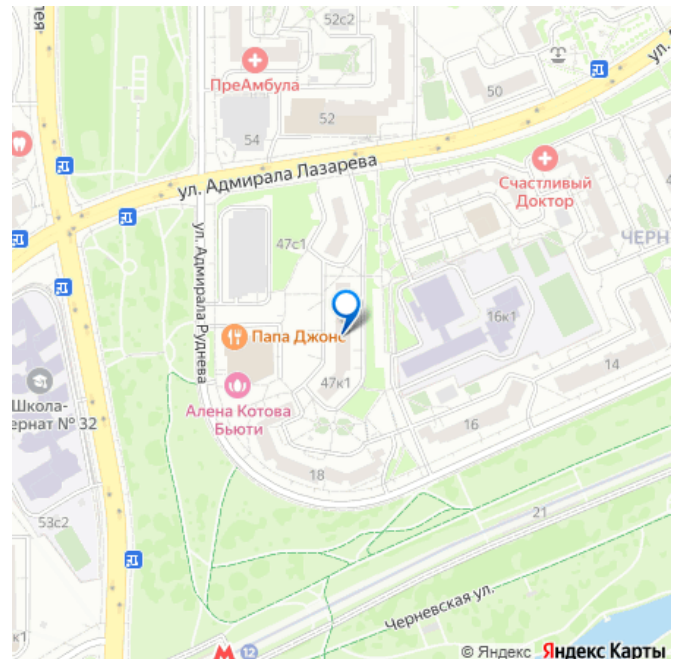 52с2
ПреАмбула
50
ул.
54
52
ул. Адмирала Лазарева
Счастливый
Доктор
ЧЕРН
ул. Адмирала Руднева
47с1
16к1
Папа Джонс
14
47к1
Алена Котова
Бьюти
Школа-
ернат № 32
16
18
21
53с2
Черневская ул.
к1
12
© Яндекс Яндекс Карты